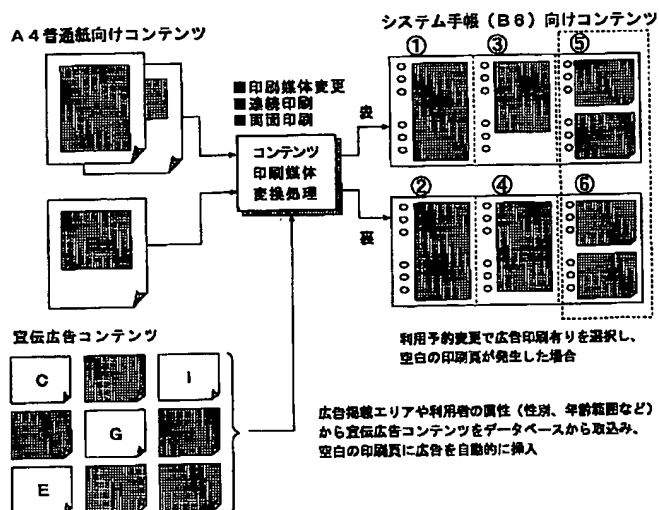 A4普通紙向けコンテンツ
システム手帳（B6）向けコンテンツ
① ③ ⑤
■印刷媒体変更
■連続印刷
■両面印刷
表
コンテンツ
印刷媒体
変換処理
② ④ ⑥
裏
宣伝広告コンテンツ
C I
G
E
利用予約変更で広告印刷有りを選択し、
空白の印刷頁が発生した場合
広告掲載エリアや利用者の属性（性別、年齢範囲など）
から宣伝広告コンテンツをデータベースから取込み、
空白の印刷頁に広告を自動的に挿入